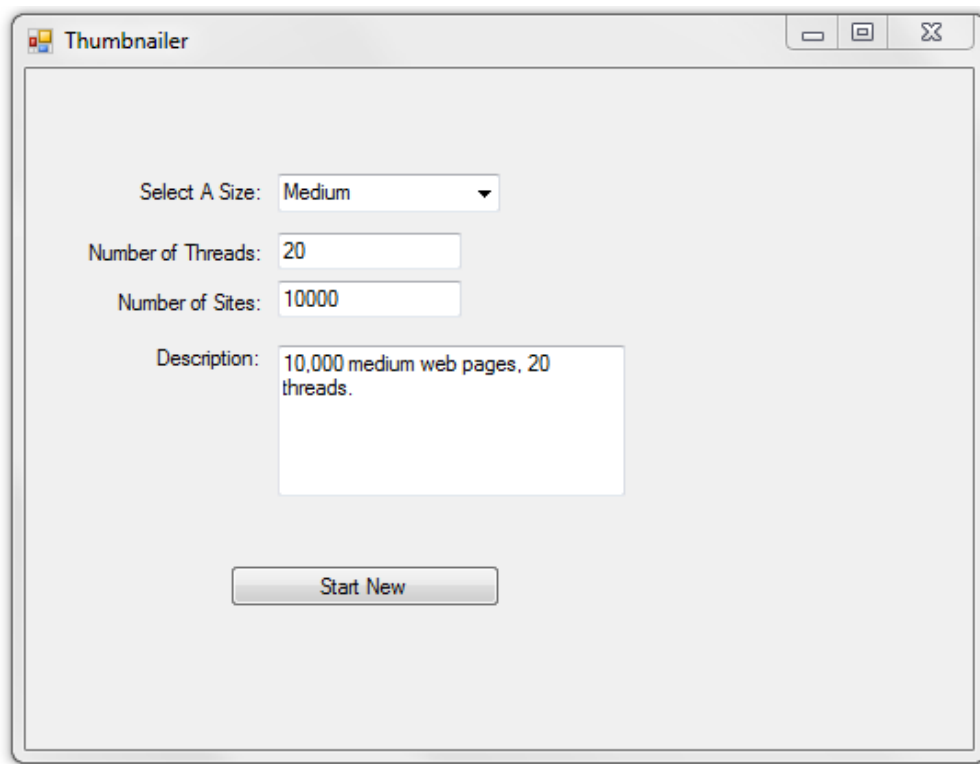 Thumbnailer
Select A Size: Medium
Number of Threads: 20
Number of Sites: 10000
Description: 10,000 medium web pages, 20
threads.
Start New